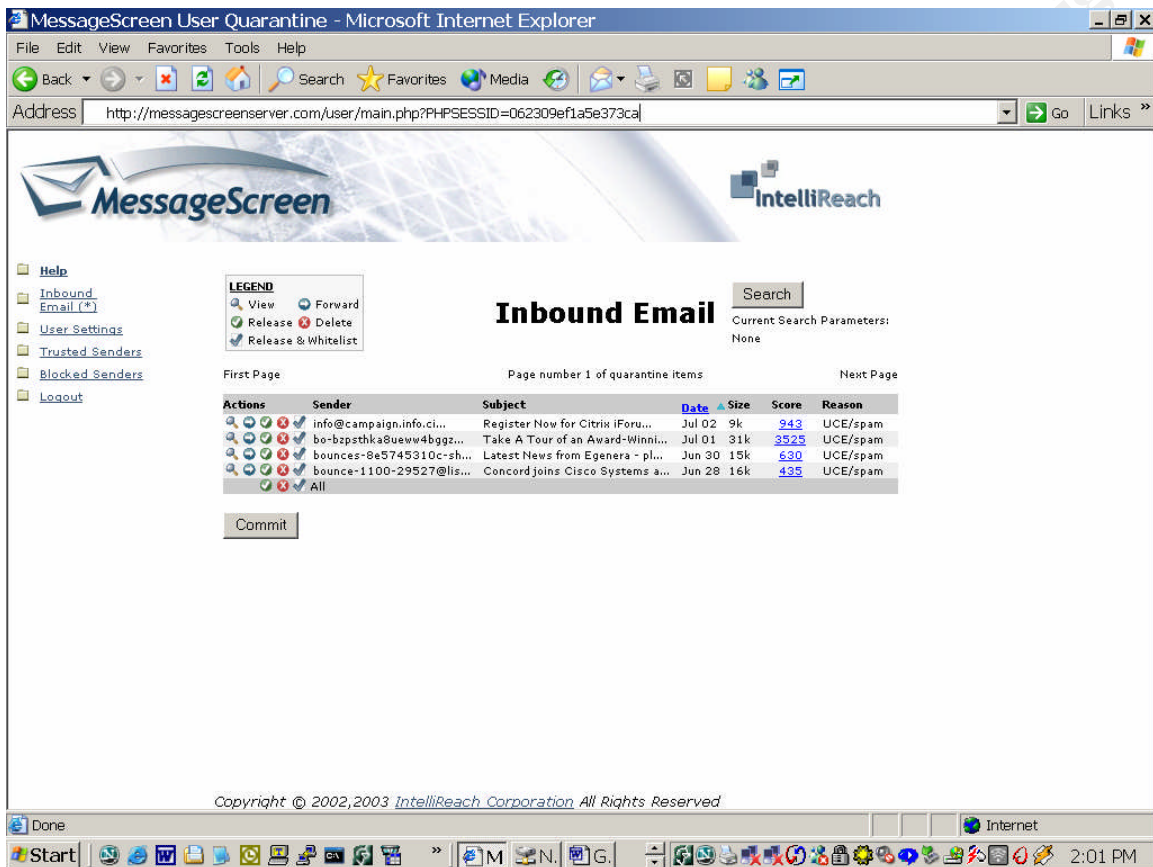 MessageScreen User Quarantine - Microsoft Internet Explorer
File Edit View Favorites Tools Help
Back Search Favorites Media
Address http://messagescreenserver.com/user/main.php?PHPSESSID=062309ef1a5e373ca Go Links »
MessageScreen
IntelliReach
Help
Inbound
Email (*)
User Settings
Trusted Senders
Blocked Senders
Logout
LEGEND
View Forward
Release Delete
Release & Whitelist
Inbound Email
Search
Current Search Parameters:
None
First Page Page number 1 of quarantine items Next Page
Actions Sender Subject Date Size Score Reason
info@campaign.info.ci... Register Now for Citrix iForu... Jul 02 9k 943 UCE/spam
bo-bzpsthka8ueww4bggz... Take A Tour of an Award-Winni... Jul 01 31k 3525 UCE/spam
bounces-8e5745310c-sh... Latest News from Egenera - pl... Jun 30 15k 630 UCE/spam
bounce-1100-29527@lis... Concord joins Cisco Systems a... Jun 28 16k 435 UCE/spam
All
Commit
Copyright © 2002,2003 IntelliReach Corporation All Rights Reserved
Done Internet
Start » M N. G. 2:01 PM